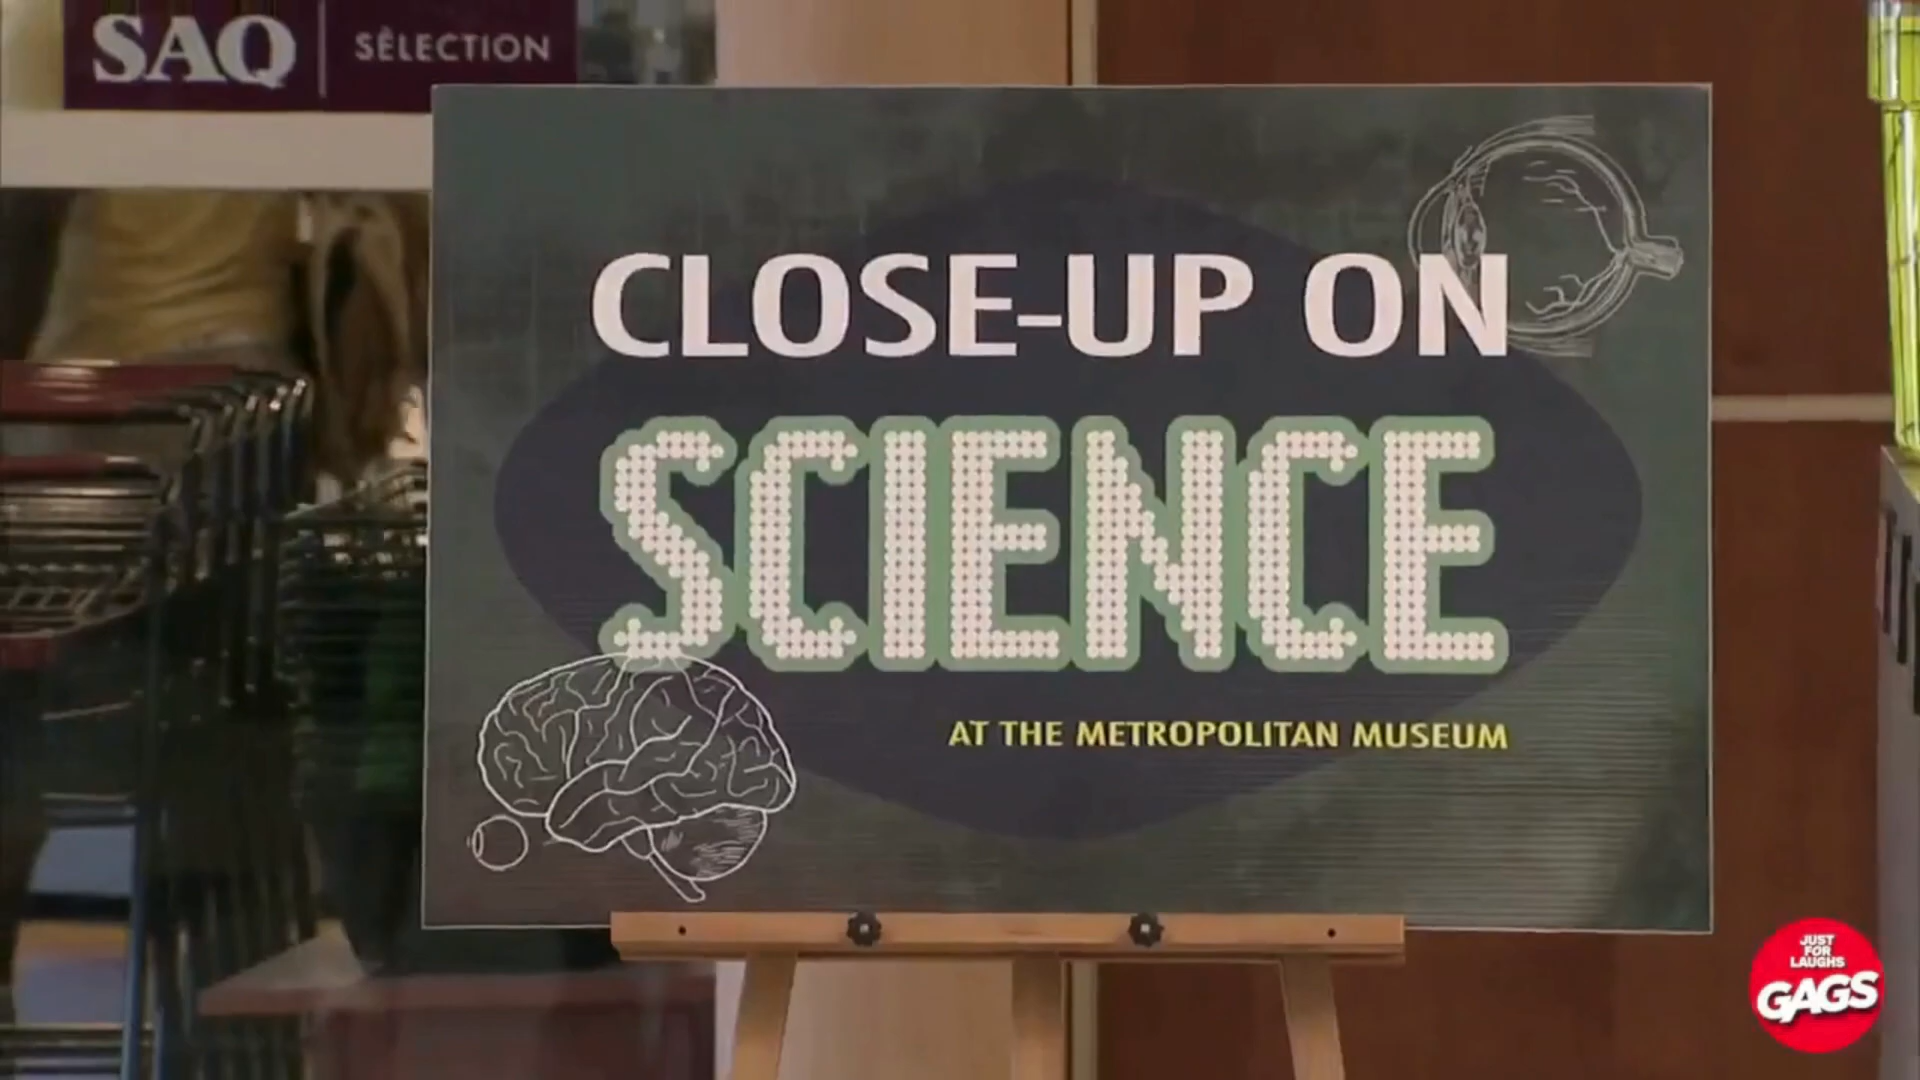 SAQ SÉLECTION
CLOSE-UP ON
SCIENCE
AT THE METROPOLITAN MUSEUM
JUST
FOR
LAUGHS
GAGS